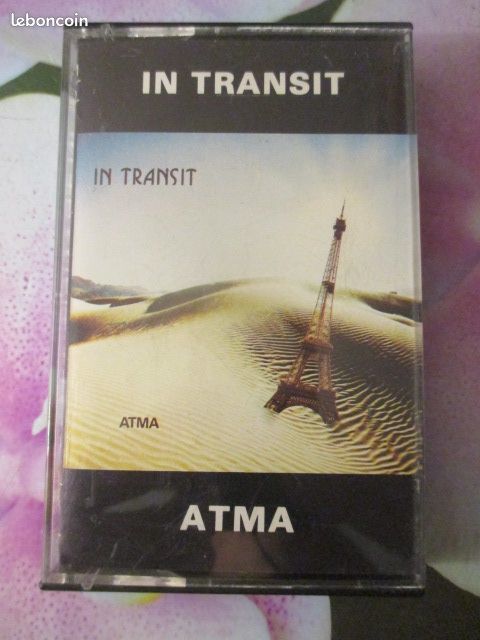 leboncoin
IN TRANSIT
IN TRANSIT
ATMA
ATMA